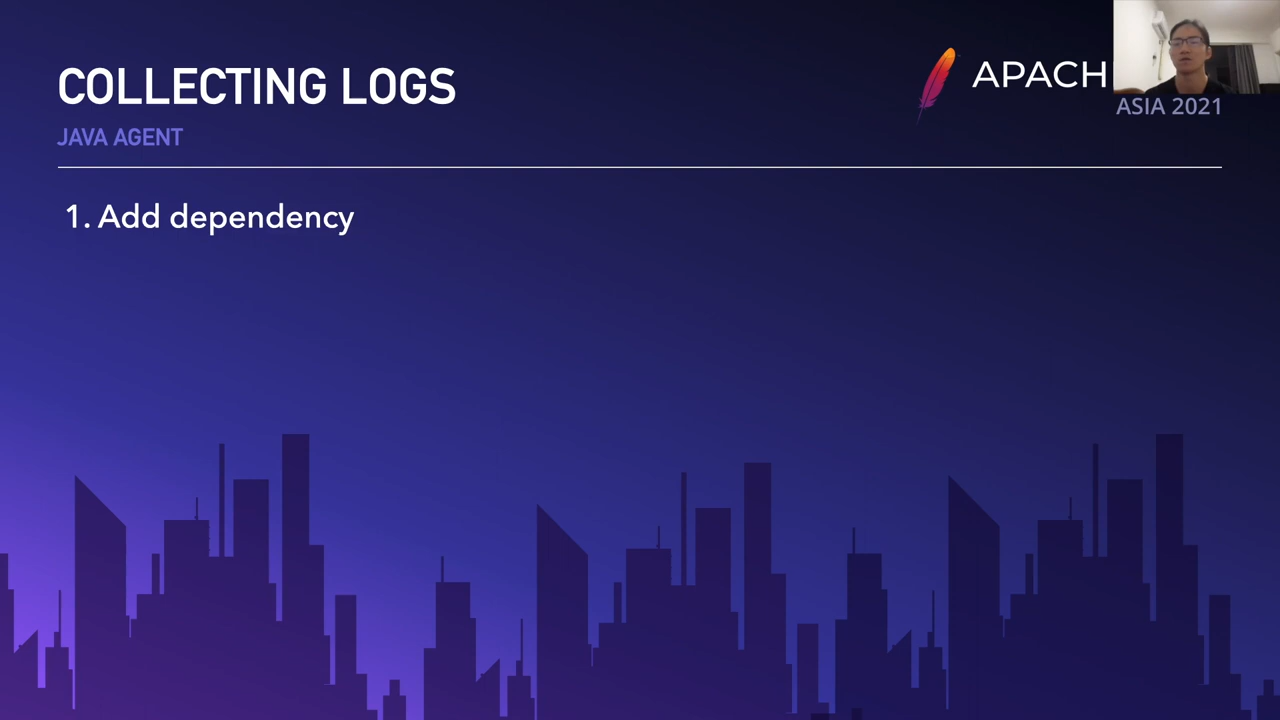 COLLECTING LOGS
JAVA AGENT
APACH
ASIA 2021
1. Add dependency